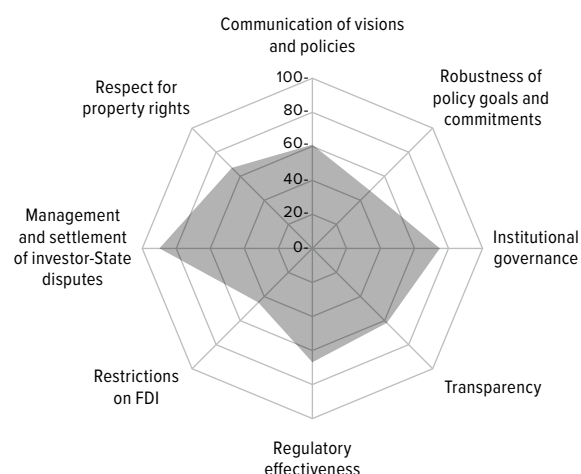 Communication of visions
and policies
Robustness of
policy goals and
commitments
Institutional
governance
Transparency
Regulatory
effectiveness
Restrictions
on FDI
Management
and settlement
of investor-State
disputes
Respect for
property rights
100-
80-
60-
40-
20-
0-